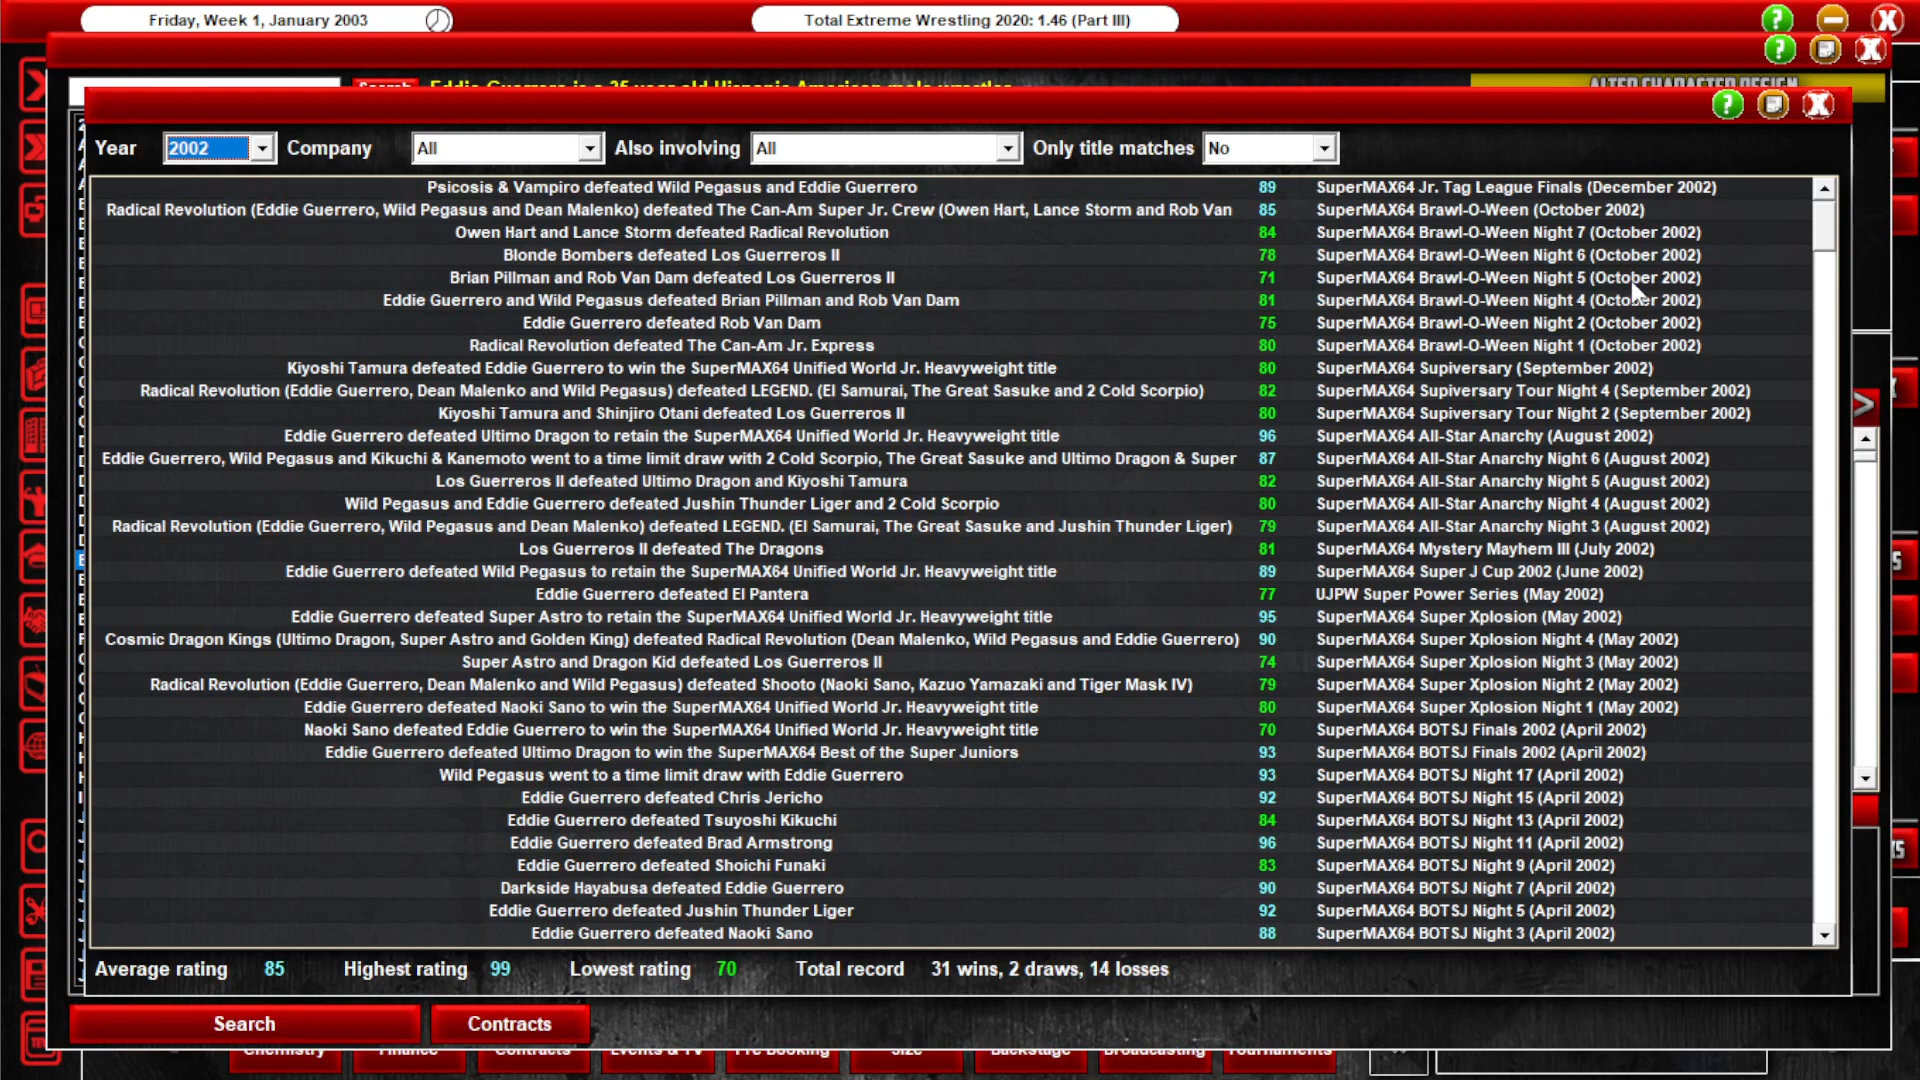 Friday, Week 1, January 2003
Total Extreme Wrestling 2020: 1.46 (Part III)
Search
Eddie Guerrero is a 35 year old Hispanic American male wrestler
ALTER CHARACTER DESIGN
Year 2002 Company All Also involving All Only title matches No
Psicosis & Vampiro defeated Wild Pegasus and Eddie Guerrero 89 SuperMAX64 Jr. Tag League Finals (December 2002)
Radical Revolution (Eddie Guerrero, Wild Pegasus and Dean Malenko) defeated The Can-Am Super Jr. Crew (Owen Hart, Lance Storm and Rob Van 85 SuperMAX64 Brawl-O-Ween (October 2002)
Owen Hart and Lance Storm defeated Radical Revolution 84 SuperMAX64 Brawl-O-Ween Night 7 (October 2002)
Blonde Bombers defeated Los Guerreros II 78 SuperMAX64 Brawl-O-Ween Night 6 (October 2002)
Brian Pillman and Rob Van Dam defeated Los Guerreros II 71 SuperMAX64 Brawl-O-Ween Night 5 (October 2002)
Eddie Guerrero and Wild Pegasus defeated Brian Pillman and Rob Van Dam 81 SuperMAX64 Brawl-O-Ween Night 4 (October 2002)
Eddie Guerrero defeated Rob Van Dam 75 SuperMAX64 Brawl-O-Ween Night 2 (October 2002)
Radical Revolution defeated The Can-Am Jr. Express 80 SuperMAX64 Brawl-O-Ween Night 1 (October 2002)
Kiyoshi Tamura defeated Eddie Guerrero to win the SuperMAX64 Unified World Jr. Heavyweight title 80 SuperMAX64 Supiversary (September 2002)
Radical Revolution (Eddie Guerrero, Dean Malenko and Wild Pegasus) defeated LEGEND. (El Samurai, The Great Sasuke and 2 Cold Scorpio) 82 SuperMAX64 Supiversary Tour Night 4 (September 2002)
Kiyoshi Tamura and Shinjiro Otani defeated Los Guerreros II 80 SuperMAX64 Supiversary Tour Night 2 (September 2002)
Eddie Guerrero defeated Ultimo Dragon to retain the SuperMAX64 Unified World Jr. Heavyweight title 96 SuperMAX64 All-Star Anarchy (August 2002)
Eddie Guerrero, Wild Pegasus and Kikuchi & Kanemoto went to a time limit draw with 2 Cold Scorpio, The Great Sasuke and Ultimo Dragon & Super 87 SuperMAX64 All-Star Anarchy Night 6 (August 2002)
Los Guerreros II defeated Ultimo Dragon and Kiyoshi Tamura 82 SuperMAX64 All-Star Anarchy Night 5 (August 2002)
Wild Pegasus and Eddie Guerrero defeated Jushin Thunder Liger and 2 Cold Scorpio 80 SuperMAX64 All-Star Anarchy Night 4 (August 2002)
Radical Revolution (Eddie Guerrero, Wild Pegasus and Dean Malenko) defeated LEGEND. (El Samurai, The Great Sasuke and Jushin Thunder Liger) 79 SuperMAX64 All-Star Anarchy Night 3 (August 2002)
Los Guerreros II defeated The Dragons 81 SuperMAX64 Mystery Mayhem III (July 2002)
Eddie Guerrero defeated Wild Pegasus to retain the SuperMAX64 Unified World Jr. Heavyweight title 89 SuperMAX64 Super J Cup 2002 (June 2002)
Eddie Guerrero defeated El Pantera 77 UJPW Super Power Series (May 2002)
Eddie Guerrero defeated Super Astro to retain the SuperMAX64 Unified World Jr. Heavyweight title 95 SuperMAX64 Super Xplosion (May 2002)
Cosmic Dragon Kings (Ultimo Dragon, Super Astro and Golden King) defeated Radical Revolution (Dean Malenko, Wild Pegasus and Eddie Guerrero) 90 SuperMAX64 Super Xplosion Night 4 (May 2002)
Super Astro and Dragon Kid defeated Los Guerreros II 74 SuperMAX64 Super Xplosion Night 3 (May 2002)
Radical Revolution (Eddie Guerrero, Dean Malenko and Wild Pegasus) defeated Shooto (Naoki Sano, Kazuo Yamazaki and Tiger Mask IV) 79 SuperMAX64 Super Xplosion Night 2 (May 2002)
Eddie Guerrero defeated Naoki Sano to win the SuperMAX64 Unified World Jr. Heavyweight title 80 SuperMAX64 Super Xplosion Night 1 (May 2002)
Naoki Sano defeated Eddie Guerrero to win the SuperMAX64 Unified World Jr. Heavyweight title 70 SuperMAX64 BOTSJ Finals 2002 (April 2002)
Eddie Guerrero defeated Ultimo Dragon to win the SuperMAX64 Best of the Super Juniors 93 SuperMAX64 BOTSJ Finals 2002 (April 2002)
Wild Pegasus went to a time limit draw with Eddie Guerrero 93 SuperMAX64 BOTSJ Night 17 (April 2002)
Eddie Guerrero defeated Chris Jericho 92 SuperMAX64 BOTSJ Night 15 (April 2002)
Eddie Guerrero defeated Tsuyoshi Kikuchi 84 SuperMAX64 BOTSJ Night 13 (April 2002)
Eddie Guerrero defeated Brad Armstrong 96 SuperMAX64 BOTSJ Night 11 (April 2002)
Eddie Guerrero defeated Shoichi Funaki 83 SuperMAX64 BOTSJ Night 9 (April 2002)
Darkside Hayabusa defeated Eddie Guerrero 90 SuperMAX64 BOTSJ Night 7 (April 2002)
Eddie Guerrero defeated Jushin Thunder Liger 92 SuperMAX64 BOTSJ Night 5 (April 2002)
Eddie Guerrero defeated Naoki Sano 88 SuperMAX64 BOTSJ Night 3 (April 2002)
Average rating 85 Highest rating 99 Lowest rating 70 Total record 31 wins, 2 draws, 14 losses
Search Contracts
Chemistry Finance Contracts Events & TV Pre Booking Size Backstage Broadcasting Tournaments